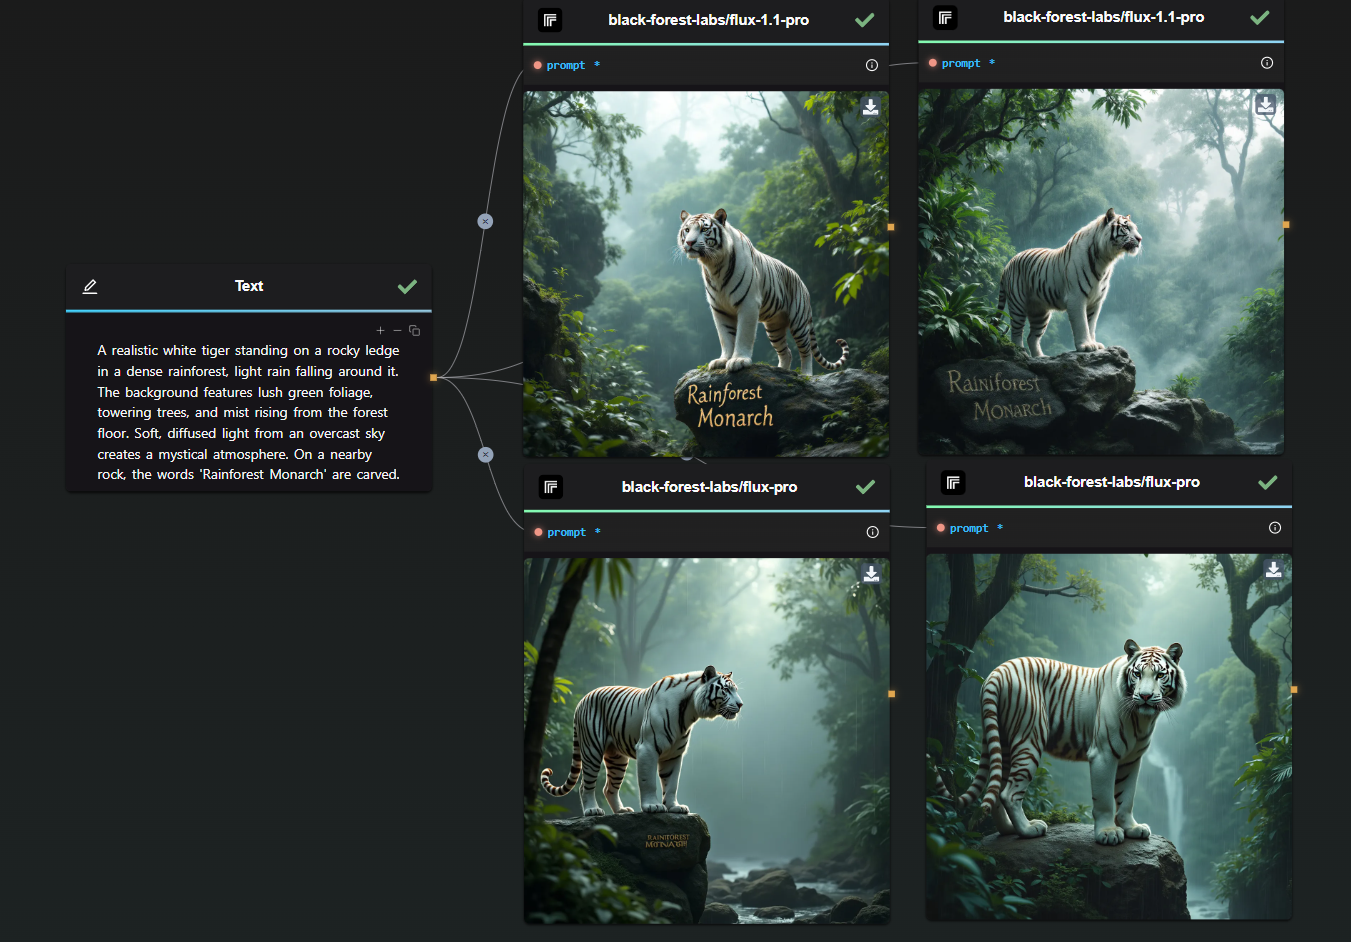 black-forest-labs/flux-1.1-pro
prompt *
Rainforest
Monarch
black-forest-labs/flux-1.1-pro
prompt *
Rainiforest
Monarch
Text
A realistic white tiger standing on a rocky ledge
in a dense rainforest, light rain falling around it.
The background features lush green foliage,
towering trees, and mist rising from the forest
floor. Soft, diffused light from an overcast sky
creates a mystical atmosphere. On a nearby
rock, the words 'Rainforest Monarch' are carved.
black-forest-labs/flux-pro
prompt *
RAINFOREST
black-forest-labs/flux-pro
prompt *